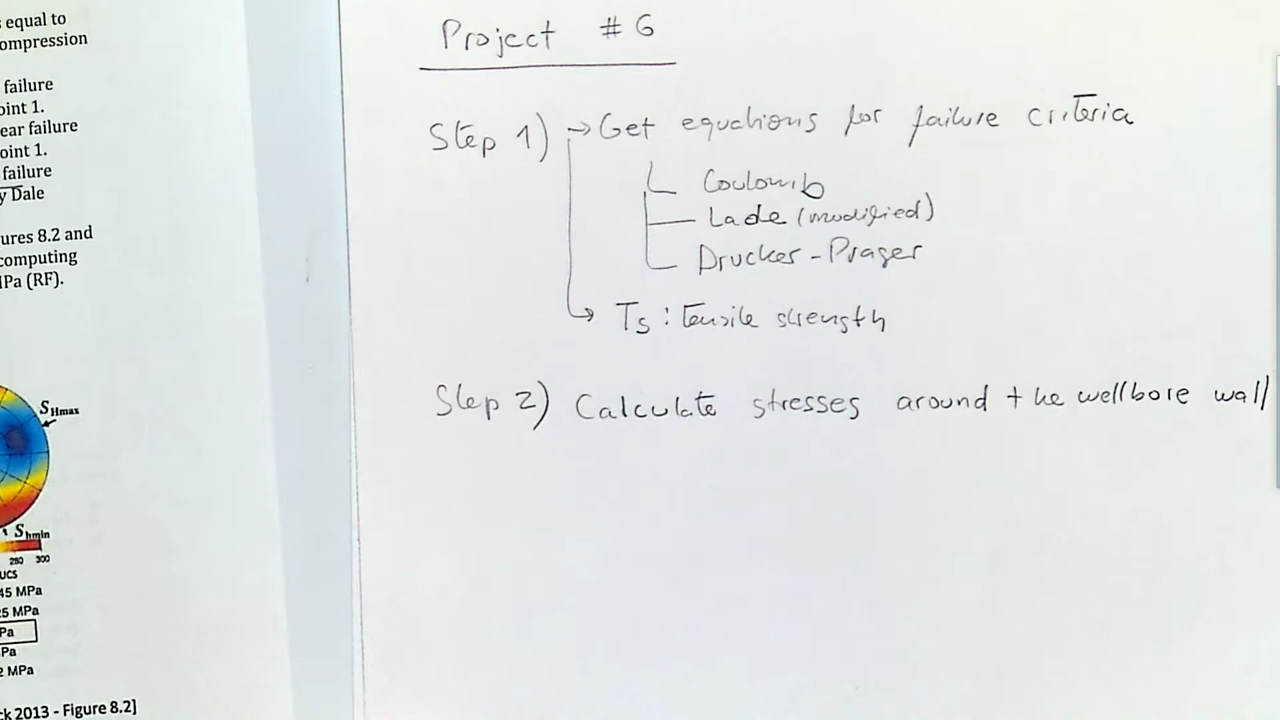 equal to
ompression
failure
oint 1.
ear failure
oint 1.
failure
y Dale
ures 8.2 and
computing
IPa (RF).
SHmax
Shmin
280 300
UCS
45 MPa
25 MPa
Pa
Pa
2 MPa
ck 2013 - Figure 8.2]
Project #6
Step 1) → Get equations for failure criteria
Coulomb
Lade (modified)
Drucker-Prager
Ts: Tensile strength
Step 2) Calculate stresses around the wellbore wall